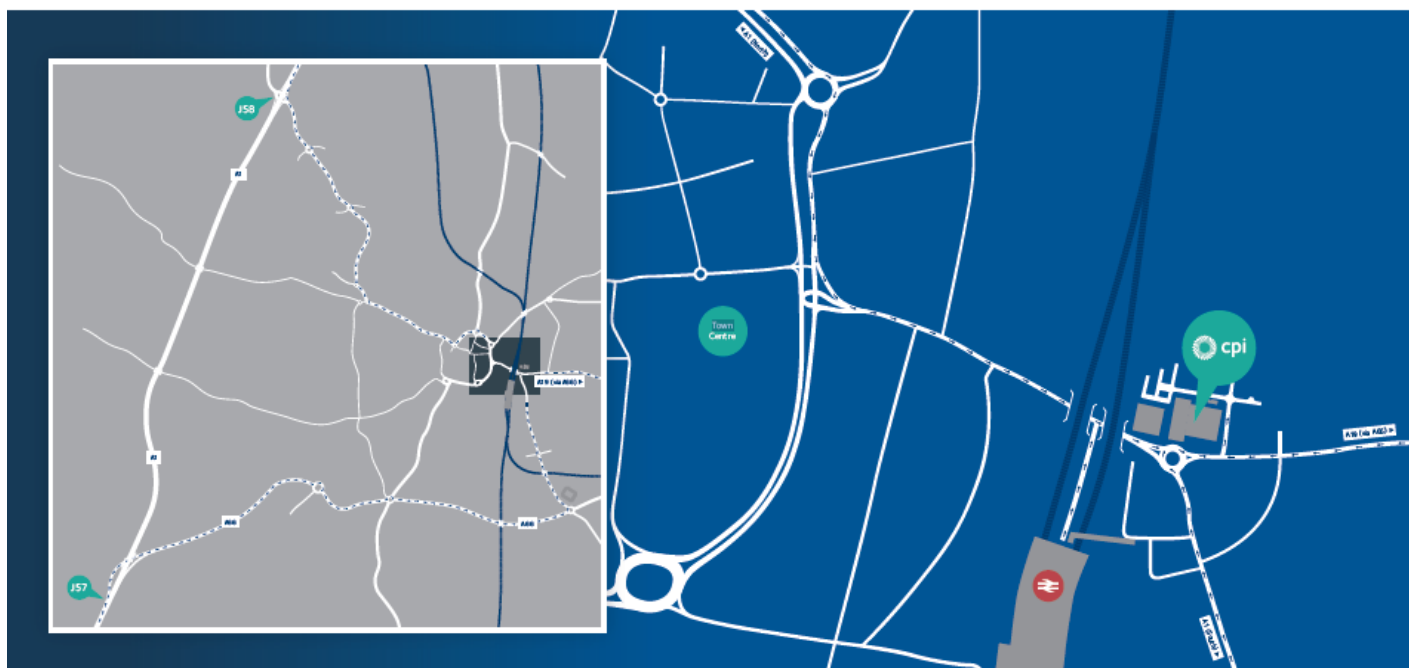 J58
A1
A1
A19 (via A66)
A66
A66
J57
A1 (North)
Town
Centre
cpi
A19 (via A66)
A1 (South)